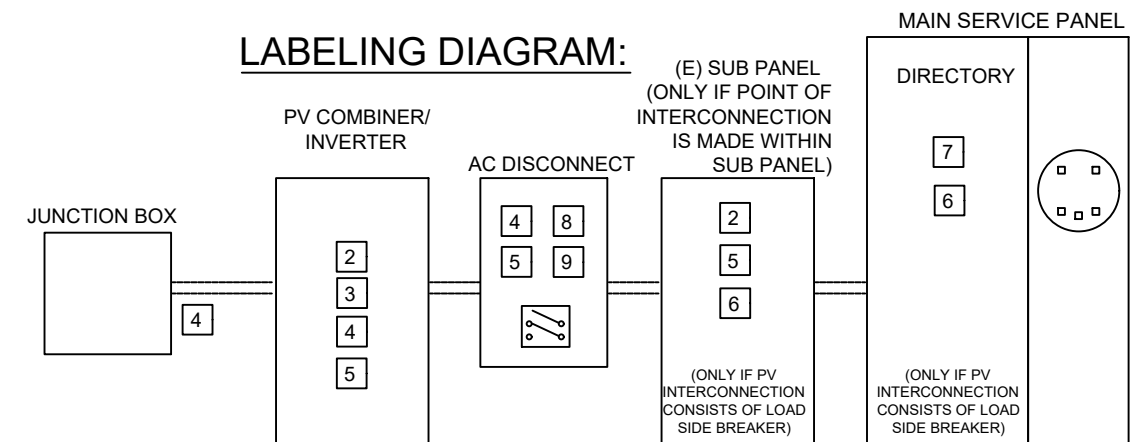 MAIN SERVICE PANEL
LABELING DIAGRAM:
(E) SUB PANEL
(ONLY IF POINT OF
INTERCONNECTION
IS MADE WITHIN
SUB PANEL)
DIRECTORY
PV COMBINER/
INVERTER
AC DISCONNECT
JUNCTION BOX
4
2
3
4
5
4 8
5 9
2
5
6
(ONLY IF PV
INTERCONNECTION
CONSISTS OF LOAD
SIDE BREAKER)
7
6
(ONLY IF PV
INTERCONNECTION
CONSISTS OF LOAD
SIDE BREAKER)